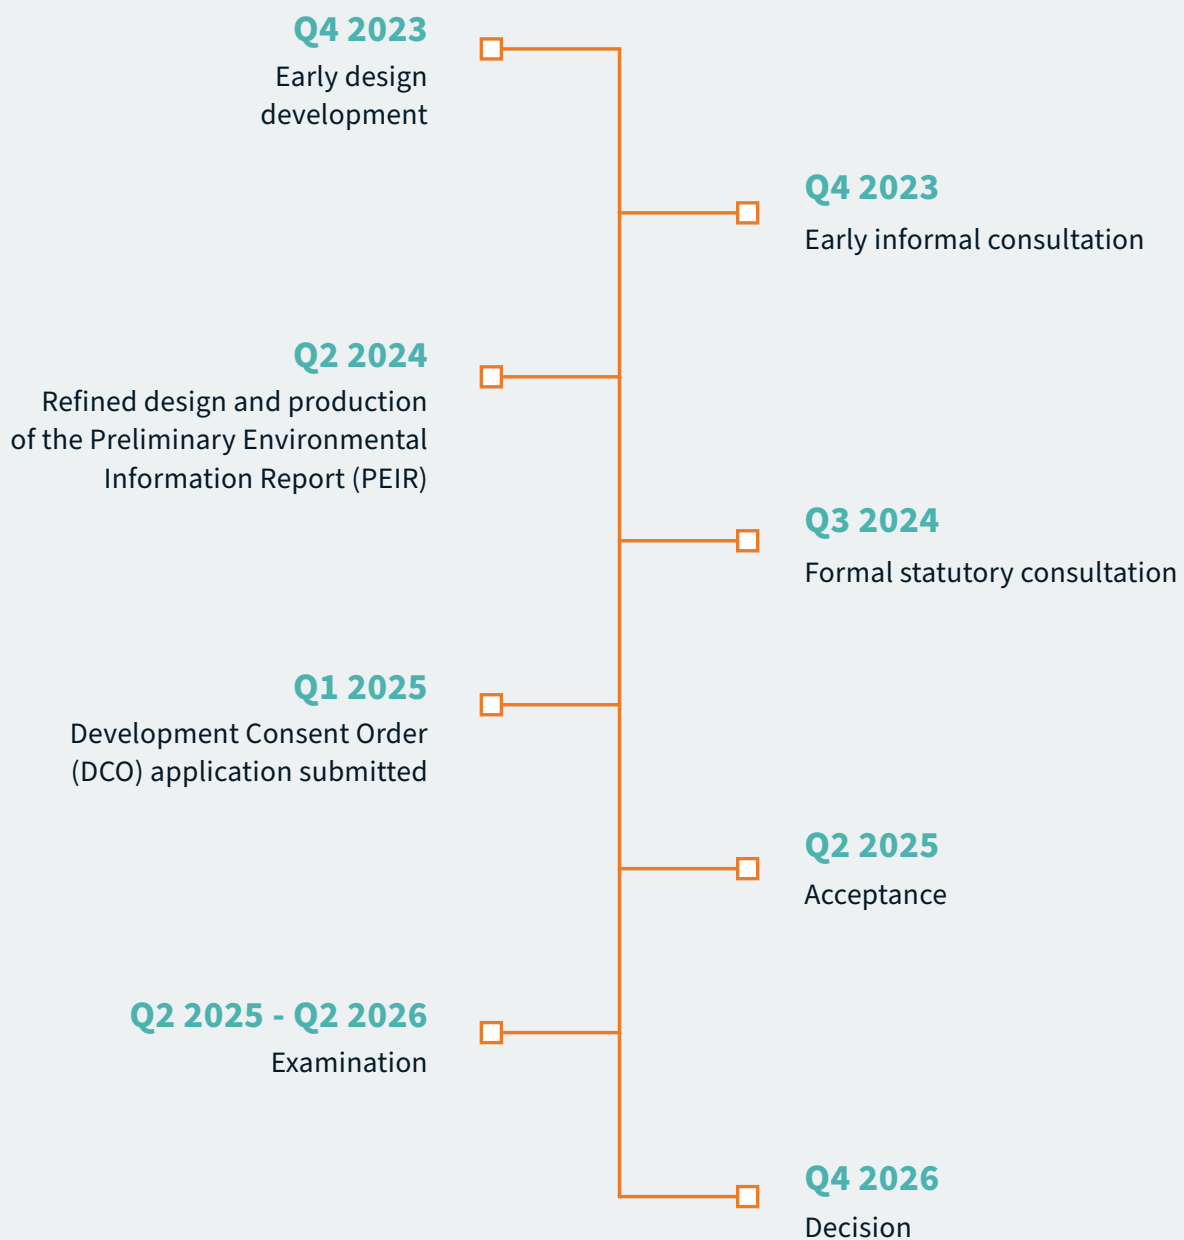 Q4 2023
Early design
development
Q4 2023
Early informal consultation
Q2 2024
Refined design and production
of the Preliminary Environmental
Information Report (PEIR)
Q3 2024
Formal statutory consultation
Q1 2025
Development Consent Order
(DCO) application submitted
Q2 2025
Acceptance
Q2 2025 - Q2 2026
Examination
Q4 2026
Decision